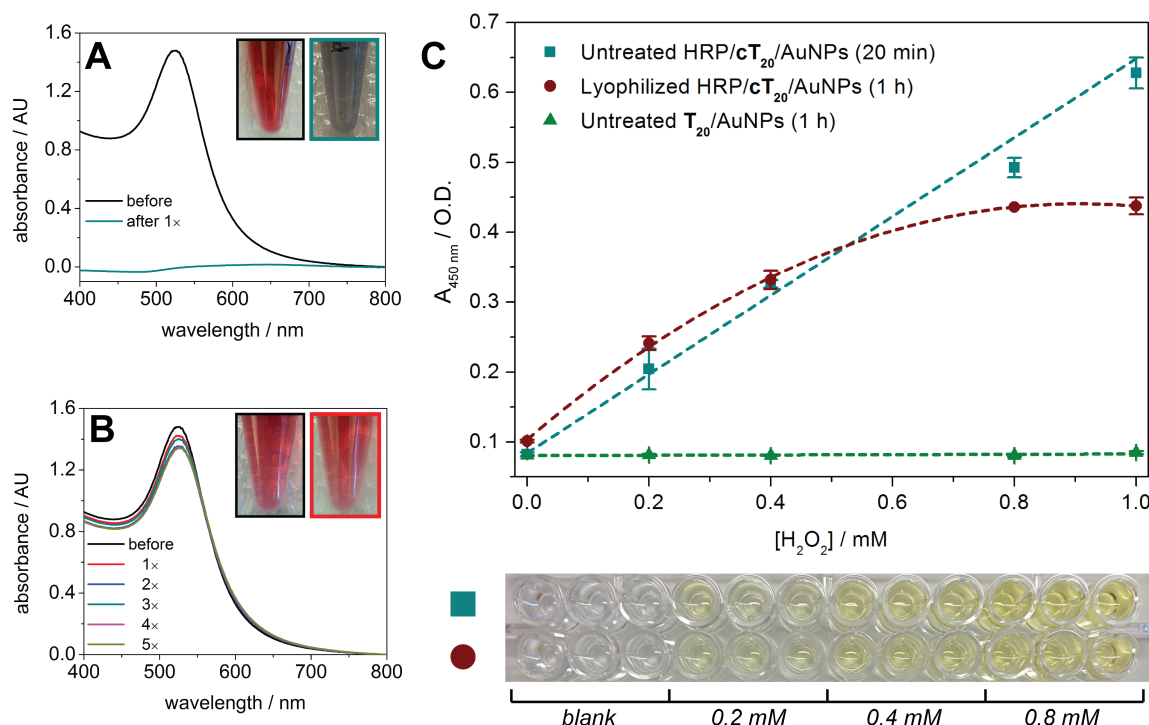 A
absorbance / AU
1.6
1.2
0.8
0.4
0.0
before
after 1×
400 500 600 700 800
wavelength / nm
B
absorbance / AU
1.6
1.2
0.8
0.4
0.0
before
1×
2×
3×
4×
5×
400 500 600 700 800
wavelength / nm
C
A450 nm / O.D.
0.7
0.6
0.5
0.4
0.3
0.2
0.1
Untreated HRP/cT20/AuNPs (20 min)
Lyophilized HRP/cT20/AuNPs (1 h)
Untreated T20/AuNPs (1 h)
0.0 0.2 0.4 0.6 0.8 1.0
[H2O2] / mM
blank 0.2 mM 0.4 mM 0.8 mM